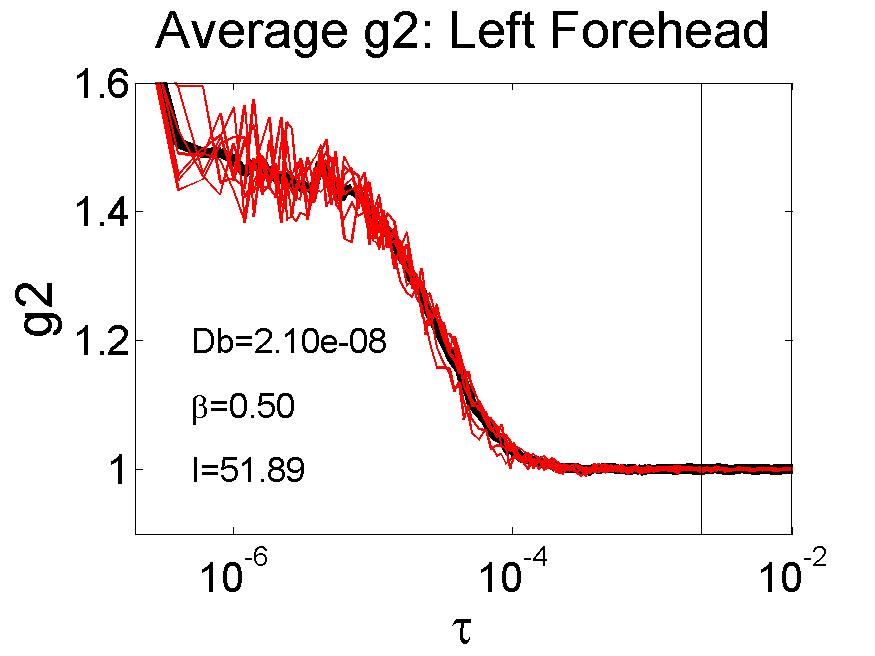 Average g2: Left Forehead
1.6
1.4
1.2
1
g2
Db=2.10e-08
β=0.50
I=51.89
10^-6
10^-4
10^-2
τ